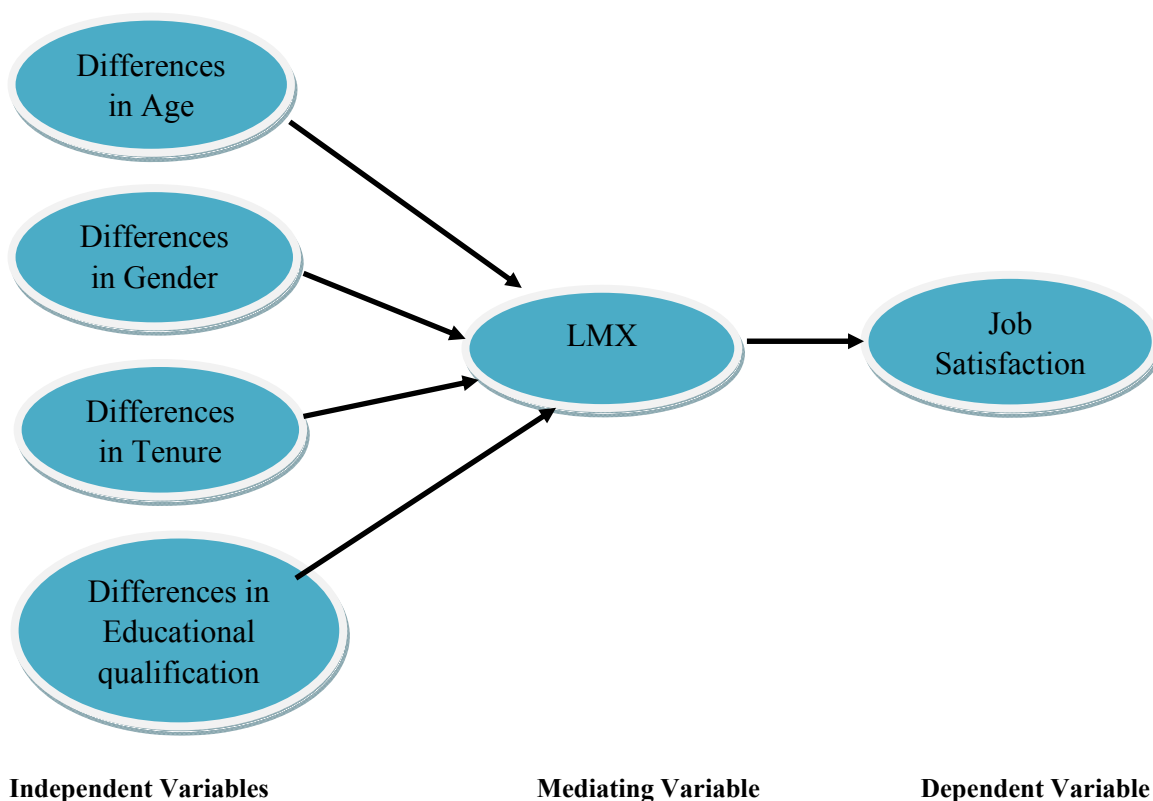 Differences
in Age
Differences
in Gender
Differences
in Tenure
Differences in
Educational
qualification
LMX
Job
Satisfaction
Independent Variables
Mediating Variable
Dependent Variable